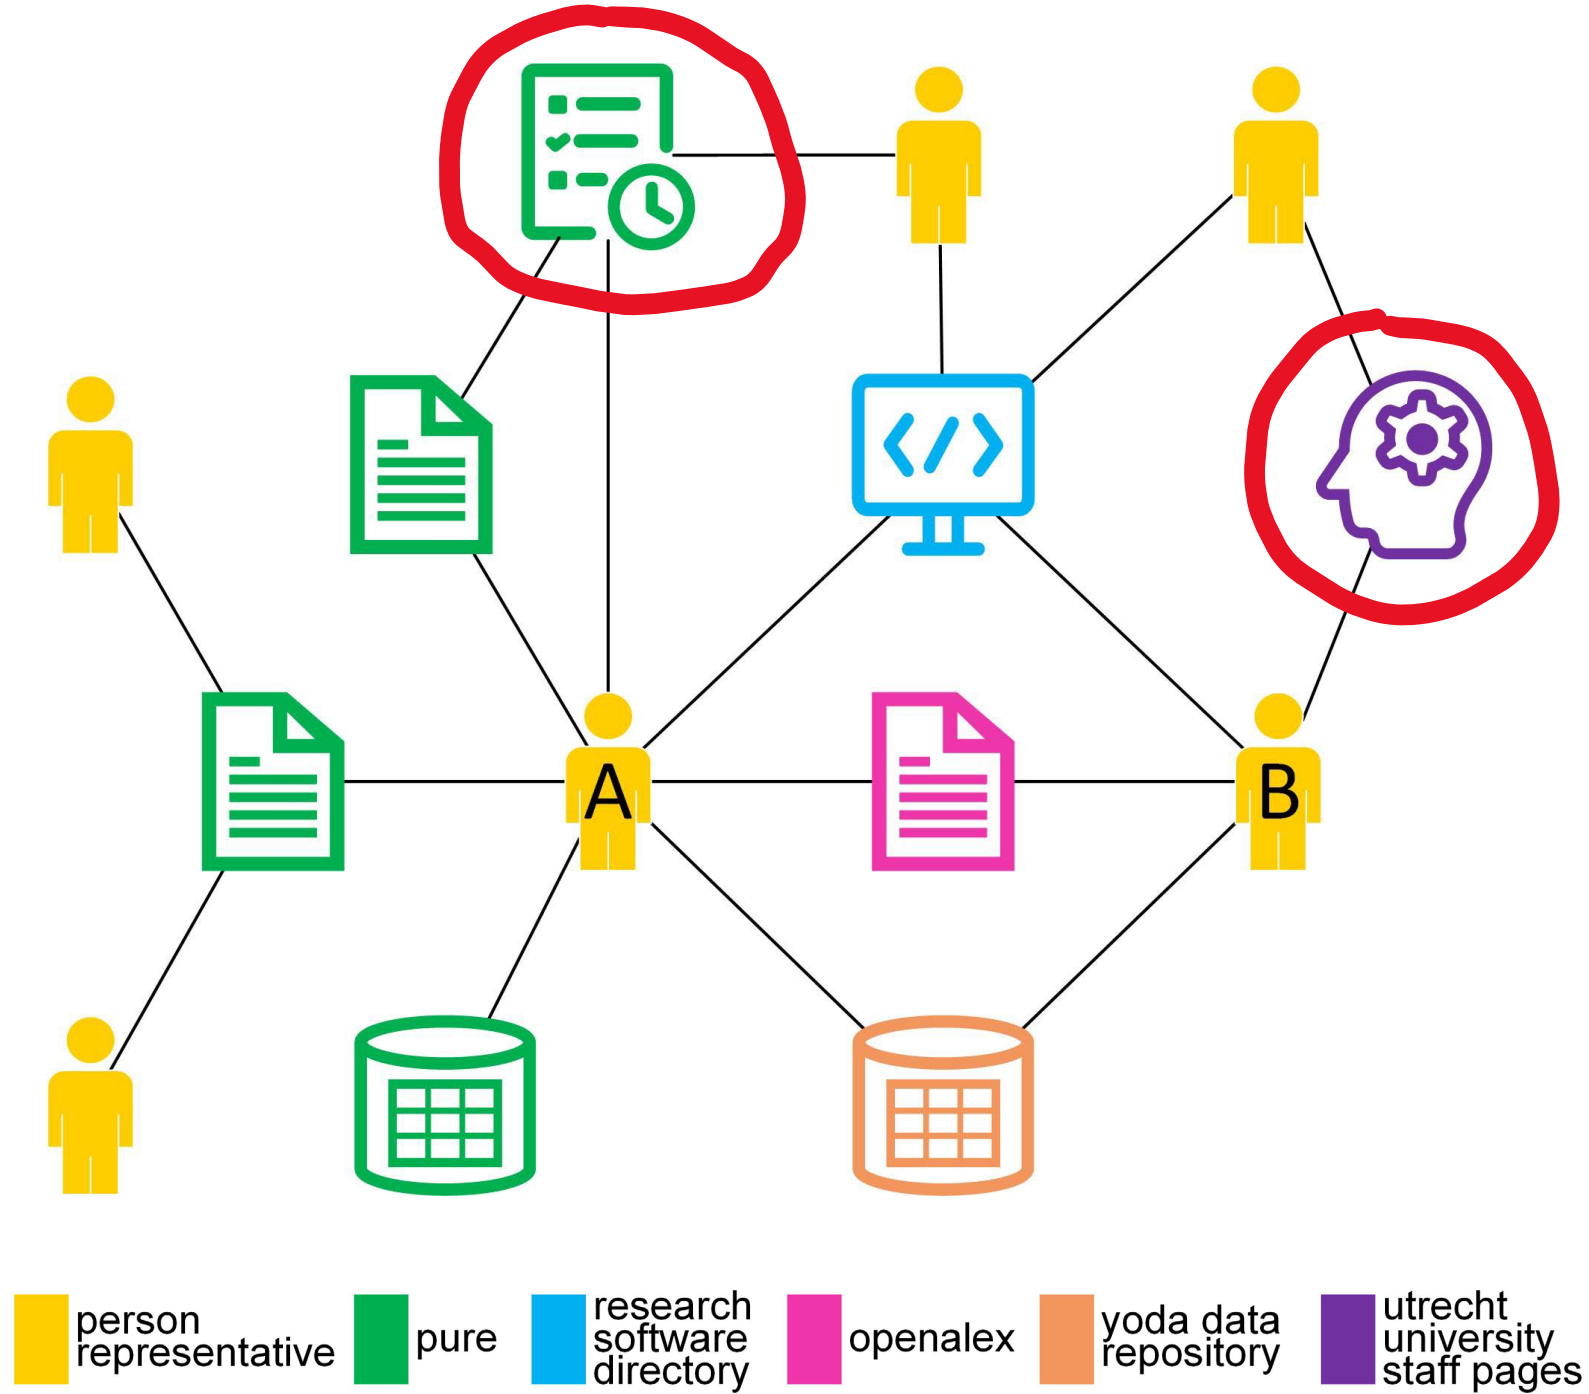 </>
A
B
person
representative
pure
research
software
directory
openalex
yoda data
repository
utrecht
university
staff pages